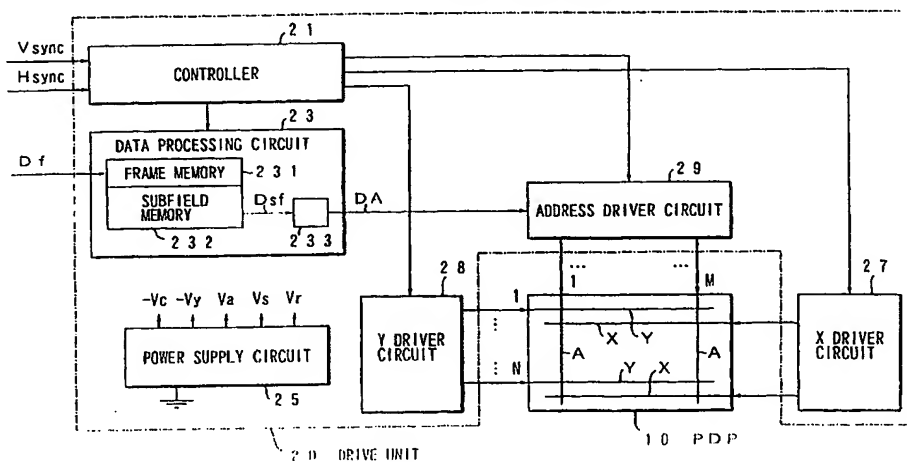 21
Vsync
Hsync
CONTROLLER
23
DATA PROCESSING CIRCUIT
Df
FRAME MEMORY
231
SUBFIELD MEMORY
Dsf
DA
232
233
29
ADDRESS DRIVER CIRCUIT
...
...
1
M
28
27
-Vc
-Vy
Va
Vs
Vr
POWER SUPPLY CIRCUIT
25
Y DRIVER CIRCUIT
1
⋮
⋮
N
X
Y
A
A
Y
X
X DRIVER CIRCUIT
10 PDP
20 DRIVE UNIT